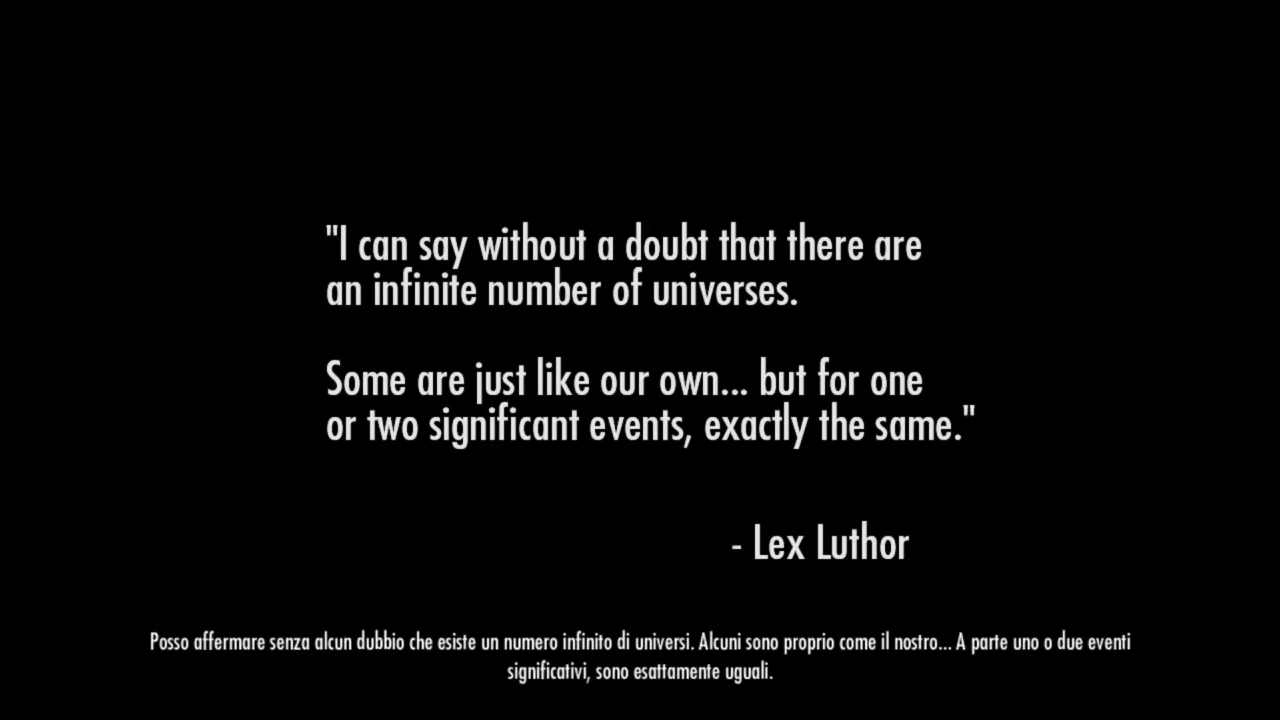 "I can say without a doubt that there are
an infinite number of universes.
Some are just like our own... but for one
or two significant events, exactly the same."
- Lex Luthor
Posso affermare senza alcun dubbio che esiste un numero infinito di universi. Alcuni sono proprio come il nostro... A parte uno o due eventi
significativi, sono esattamente uguali.